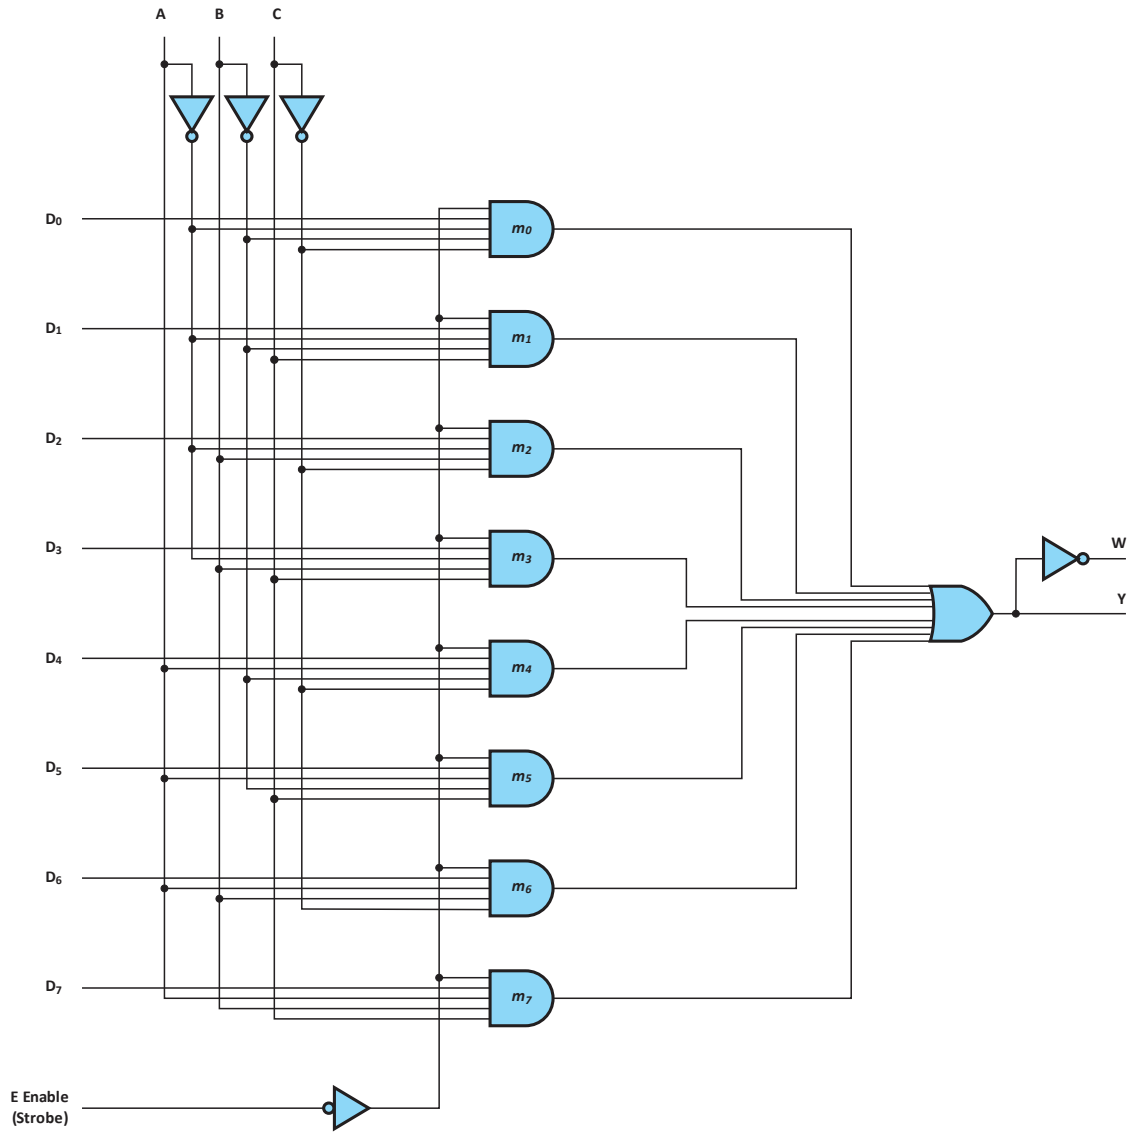 A B C
D₀
m₀
D₁
m₁
D₂
m₂
D₃
m₃
W
Y
D₄
m₄
D₅
m₅
D₆
m₆
D₇
m₇
E Enable
(Strobe)